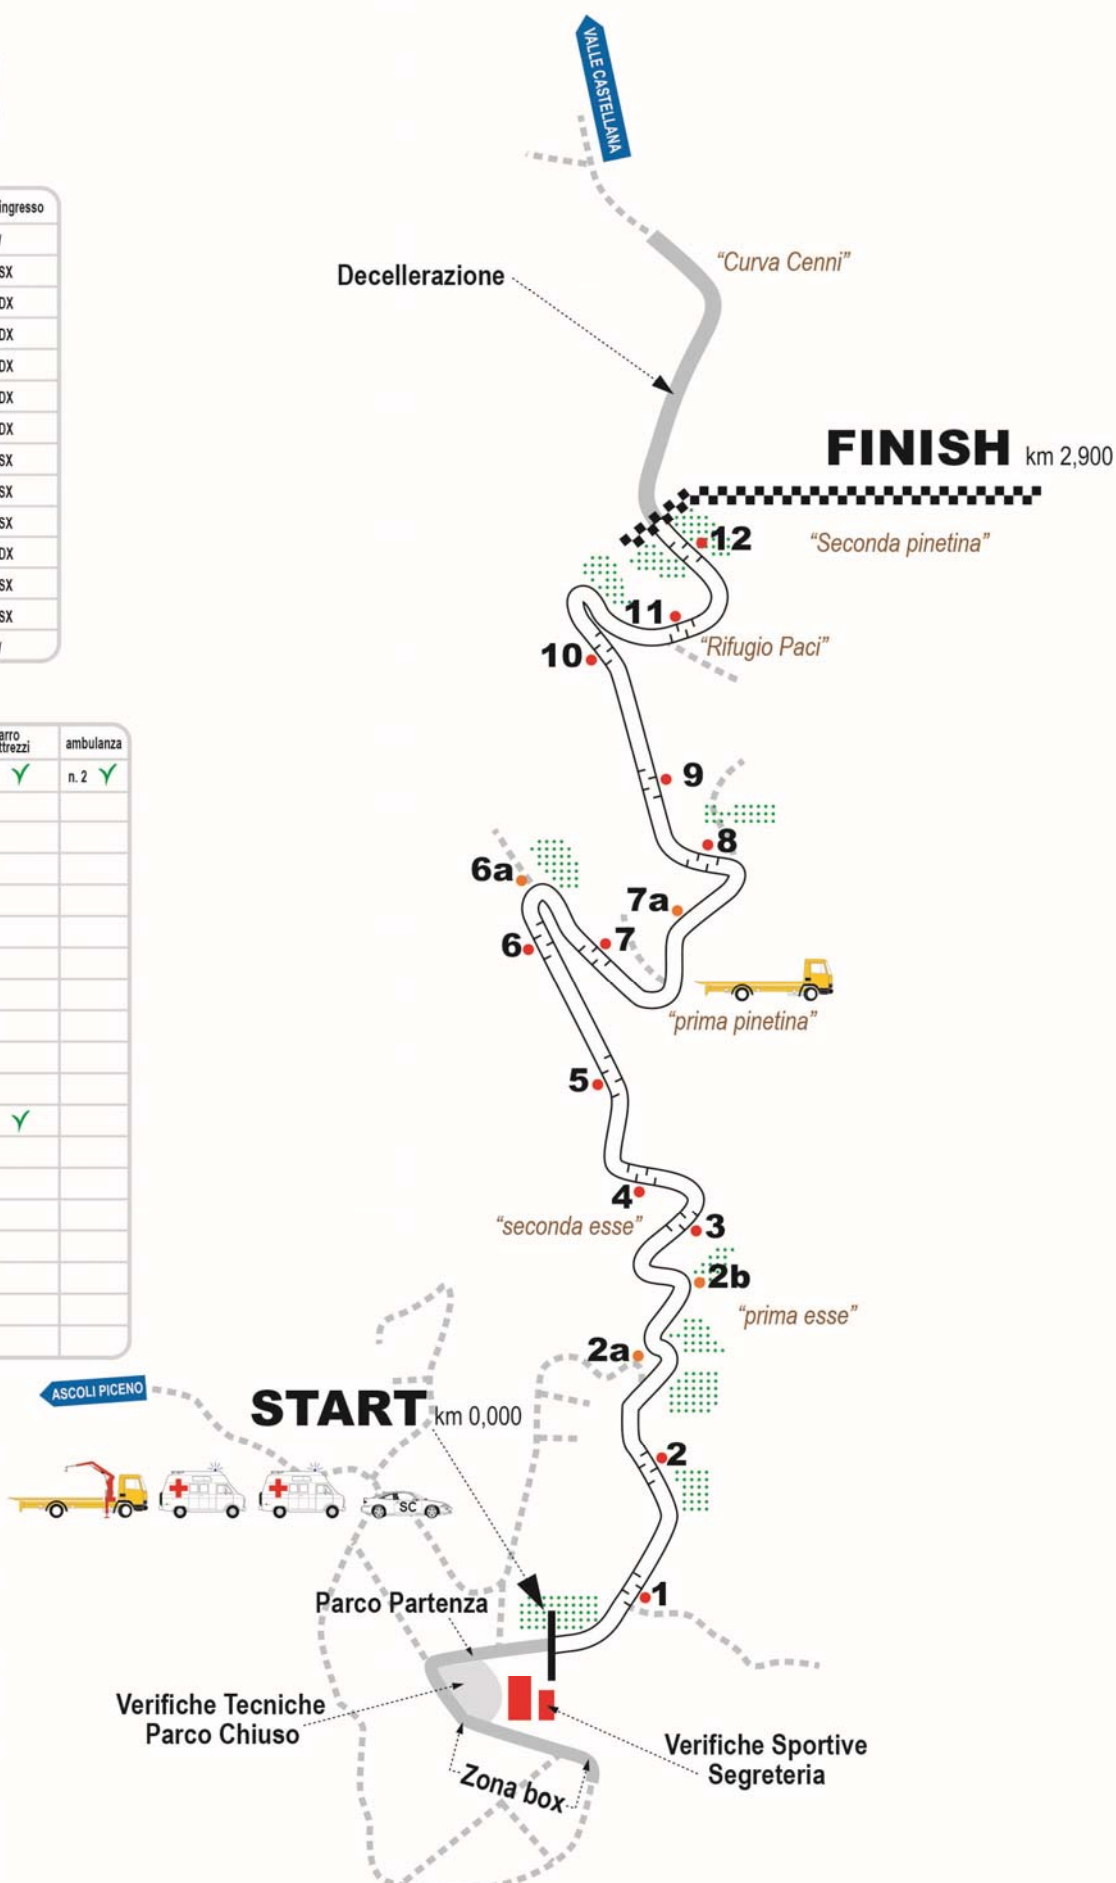 VALLE CASTELLANA
ingresso
SX
DX
DX
DX
DX
DX
SX
SX
SX
DX
SX
SX
“Curva Cenni”
Decellerazione
FINISH km 2,900
12
“Seconda pinetina”
11
“Rifugio Paci”
10
ambulanza
n. 2
9
8
6a
7a
7
6
“prima pinetina”
5
4
“seconda esse”
3
2b
“prima esse”
2a
ASCOLI PICENO
START km 0,000
2
SC
1
Parco Partenza
Verifiche Tecniche
Parco Chiuso
Verifiche Sportive
Segreteria
Zona box